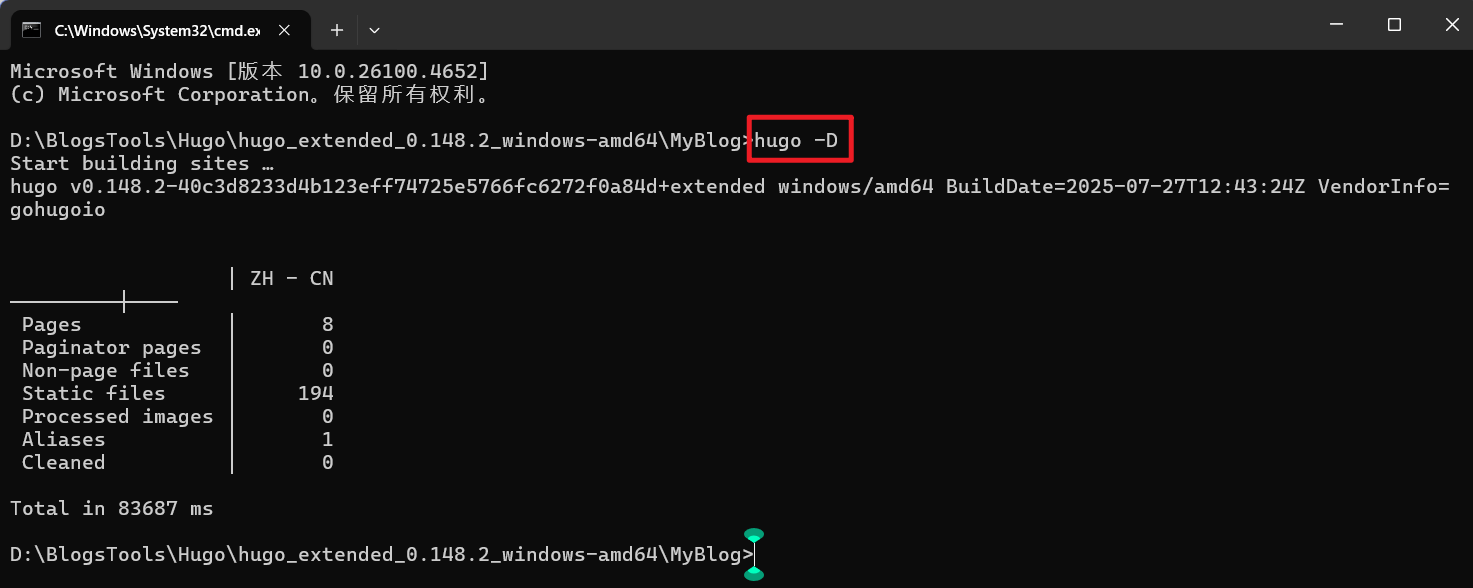 C:\Windows\System32\cmd.ex
Microsoft Windows [版本 10.0.26100.4652]
(c) Microsoft Corporation。保留所有权利。
D:\BlogsTools\Hugo\hugo_extended_0.148.2_windows-amd64\MyBlog>hugo -D
Start building sites …
hugo v0.148.2-40c3d8233d4b123eff74725e5766fc6272f0a84d+extended windows/amd64 BuildDate=2025-07-27T12:43:24Z VendorInfo=
gohugoio
│ ZH - CN
Pages │ 8
Paginator pages │ 0
Non-page files │ 0
Static files │ 194
Processed images │ 0
Aliases │ 1
Cleaned │ 0
Total in 83687 ms
D:\BlogsTools\Hugo\hugo_extended_0.148.2_windows-amd64\MyBlog>